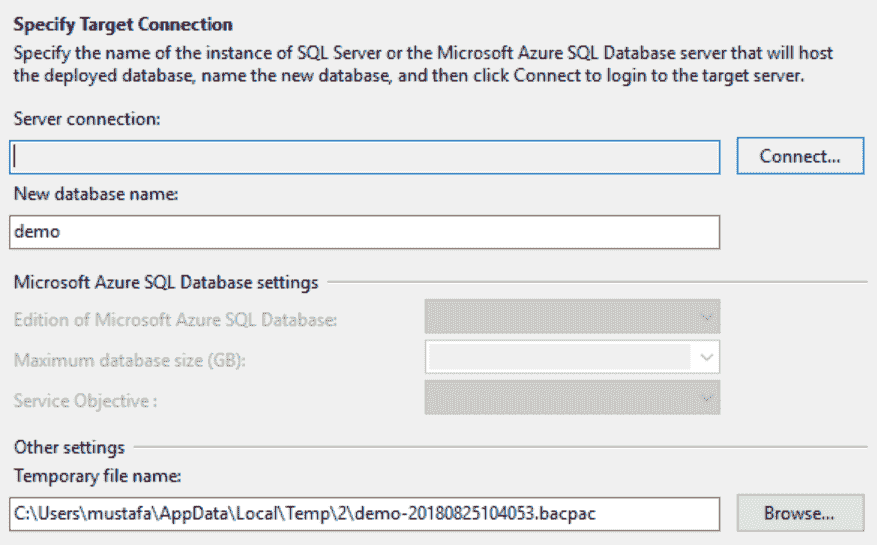 Specify Target Connection
Specify the name of the instance of SQL Server or the Microsoft Azure SQL Database server that will host
the deployed database, name the new database, and then click Connect to login to the target server.
Server connection:
Connect...
New database name:
demo
Microsoft Azure SQL Database settings
Edition of Microsoft Azure SQL Database:
Maximum database size (GB):
Service Objective :
Other settings
Temporary file name:
C:\Users\mustafa\AppData\Local\Temp\2\demo-20180825104053.bacpac
Browse...